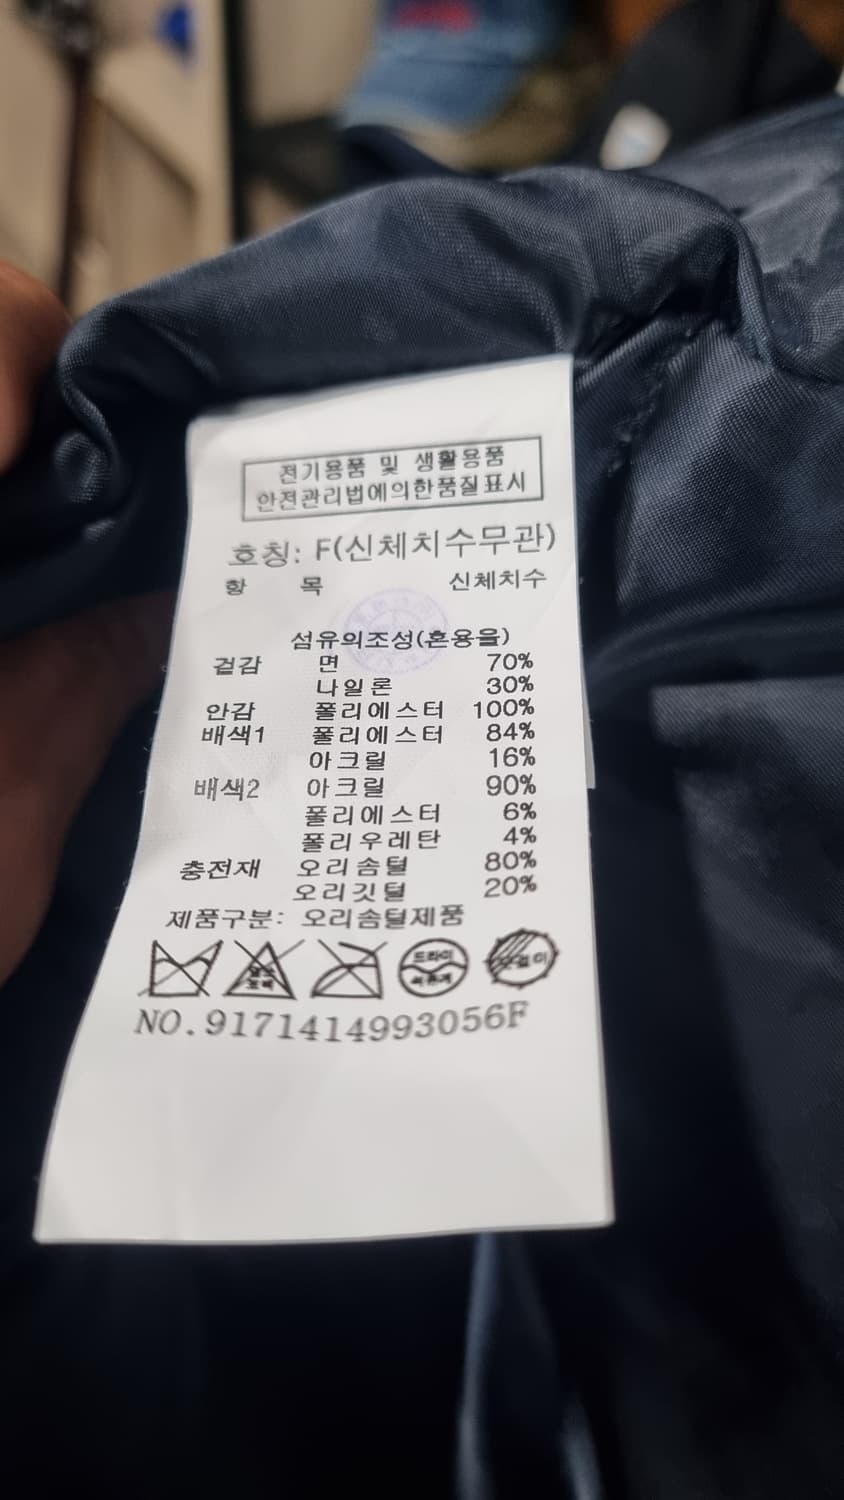 전기용품 및 생활용품
안전관리법에의한품질표시
호칭: F(신체치수무관)
항 목 신체치수
섬유의조성(혼용율)
겉감 면 70%
나일론 30%
안감 폴리에스터 100%
배색1 폴리에스터 84%
아크릴 16%
배색2 아크릴 90%
폴리에스터 6%
폴리우레탄 4%
충전재 오리솜털 80%
오리깃털 20%
제품구분: 오리솜털제품
드라이
NO.9171414993056F